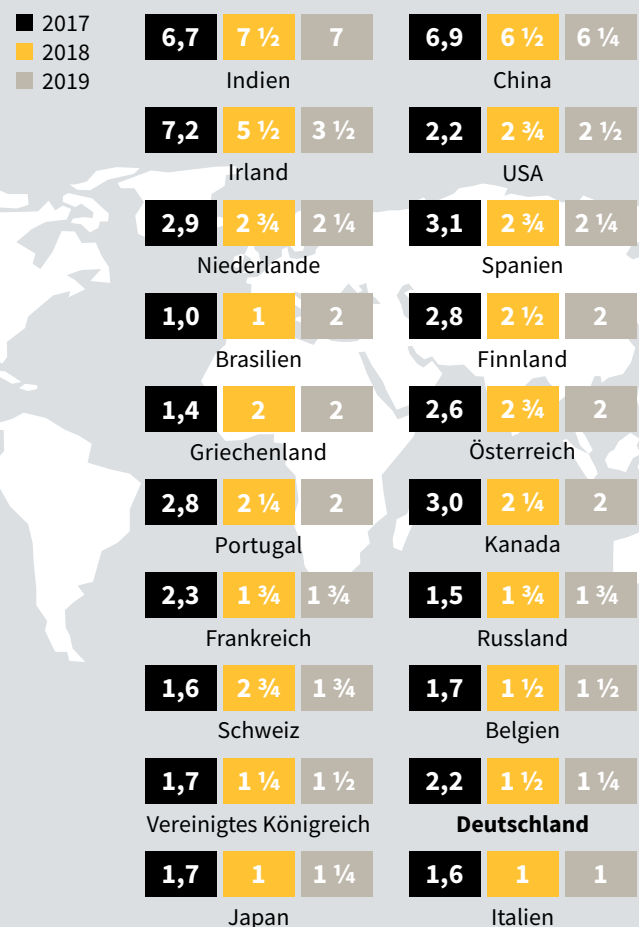 2017
2018
2019
6,7 7 ½ 7
Indien
6,9 6 ½ 6 ¼
China
7,2 5 ½ 3 ½
Irland
2,2 2 ¾ 2 ½
USA
2,9 2 ¾ 2 ¼
Niederlande
3,1 2 ¾ 2 ¼
Spanien
1,0 1 2
Brasilien
2,8 2 ½ 2
Finnland
1,4 2 2
Griechenland
2,6 2 ¾ 2
Österreich
2,8 2 ¼ 2
Portugal
3,0 2 ¼ 2
Kanada
2,3 1 ¾ 1 ¾
Frankreich
1,5 1 ¾ 1 ¾
Russland
1,6 2 ¾ 1 ¾
Schweiz
1,7 1 ½ 1 ½
Belgien
1,7 1 ¼ 1 ½
Vereinigtes Königreich
2,2 1 ½ 1 ¼
Deutschland
1,7 1 1 ¼
Japan
1,6 1 1
Italien